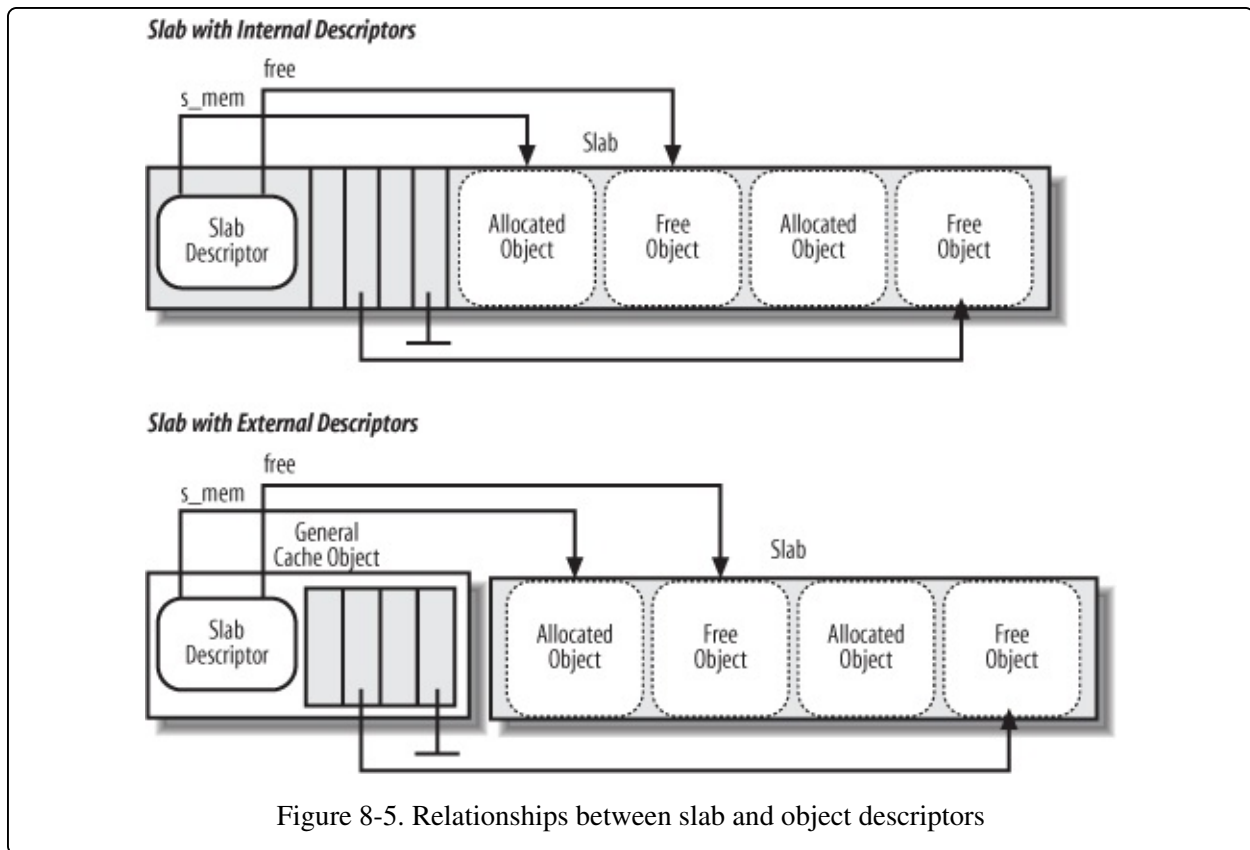 Slab with Internal Descriptors
free
s_mem
Slab
Slab
Descriptor
Allocated
Object
Free
Object
Allocated
Object
Free
Object
Slab with External Descriptors
free
s_mem
General
Cache Object
Slab
Slab
Descriptor
Allocated
Object
Free
Object
Allocated
Object
Free
Object
Figure 8-5. Relationships between slab and object descriptors